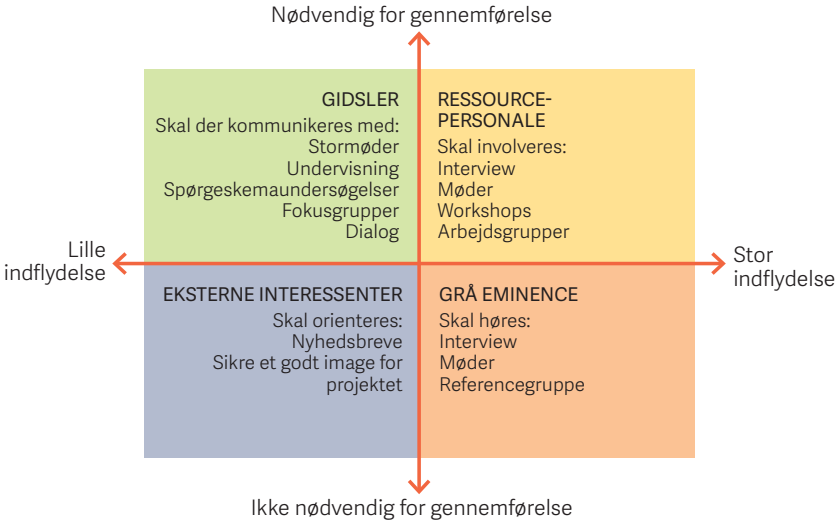 Nødvendig for gennemførelse
GIDSLER
Skal der kommunikeres med:
Stormøder
Undervisning
Spørgeskemaundersøgelser
Fokusgrupper
Dialog
RESSOURCE-
PERSONALE
Skal involveres:
Interview
Møder
Workshops
Arbejdsgrupper
Lille
indflydelse
Stor
indflydelse
EKSTERNE INTERESSENTER
Skal orienteres:
Nyhedsbreve
Sikre et godt image for
projektet
GRÅ EMINENCE
Skal høres:
Interview
Møder
Referencegruppe
Ikke nødvendig for gennemførelse